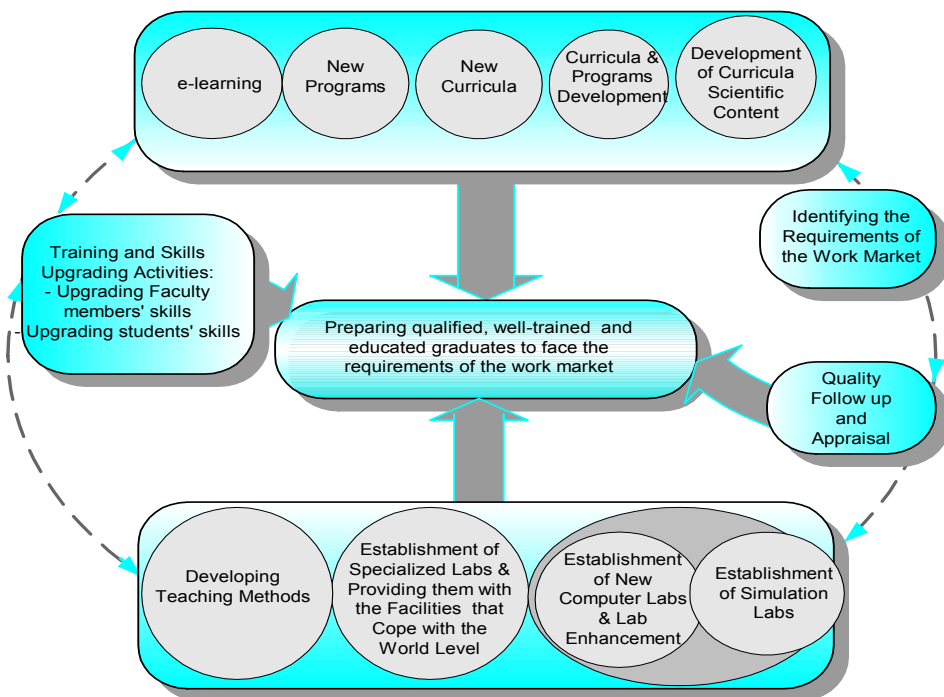 e-learning
New
Programs
New
Curricula
Curricula &
Programs
Development
Development
of Curricula
Scientific
Content
Training and Skills
Upgrading Activities:
- Upgrading Faculty
members' skills
- Upgrading students' skills
Identifying the
Requirements of
the Work Market
Preparing qualified, well-trained and
educated graduates to face the
requirements of the work market
Quality
Follow up
and
Appraisal
Developing
Teaching Methods
Establishment of
Specialized Labs &
Providing them with
the Facilities that
Cope with the
World Level
Establishment
of New
Computer Labs
& Lab
Enhancement
Establishment
of Simulation
Labs